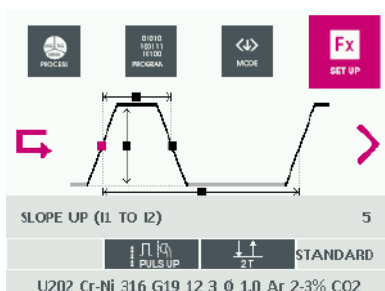 01010
100111
10100
Fx
PROCESS
PROGRAM
MODE
SET UP
SLOPE UP (I1 TO I2) 5
PULS UP 2T STANDARD
U202 Cr-Ni 316 G19 12 3 Ø 1.0 Ar 2-3% CO2